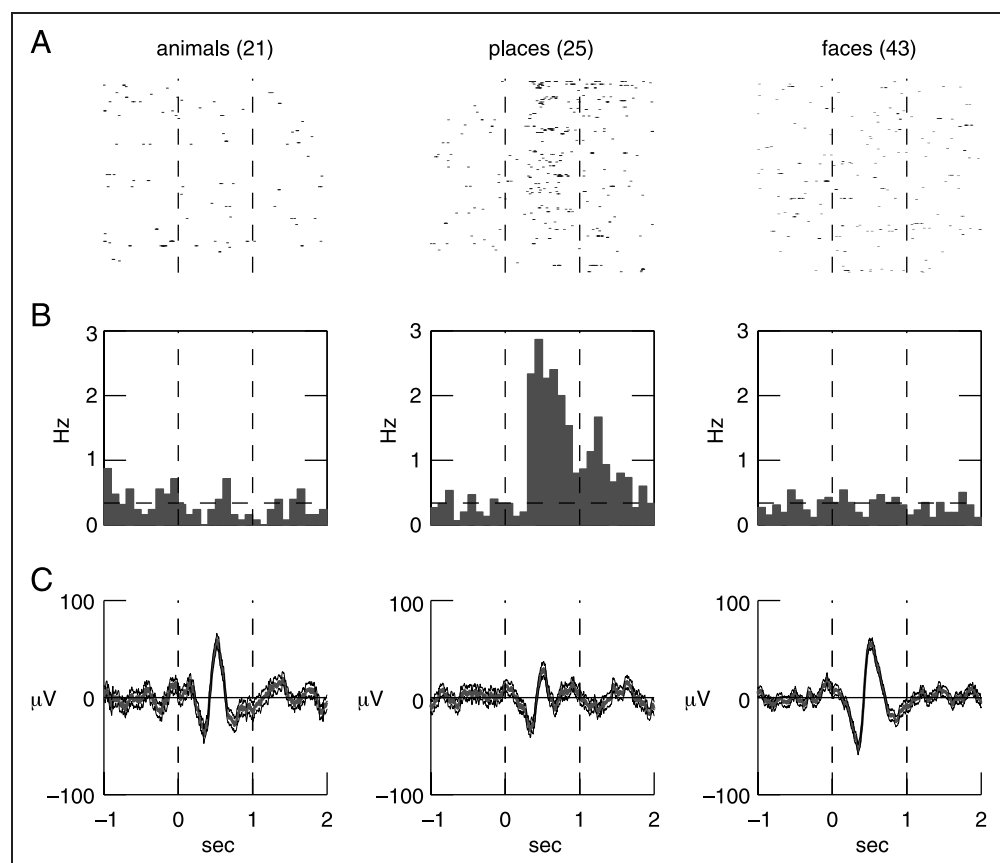 A
animals (21) places (25) faces (43)
B
3 3 3
2 2 2
Hz Hz Hz
1 1 1
0 0 0
C
100 100 100
μV 0 μV 0 μV 0
–100 –100 –100
–1 0 1 2 –1 0 1 2 –1 0 1 2
sec sec sec